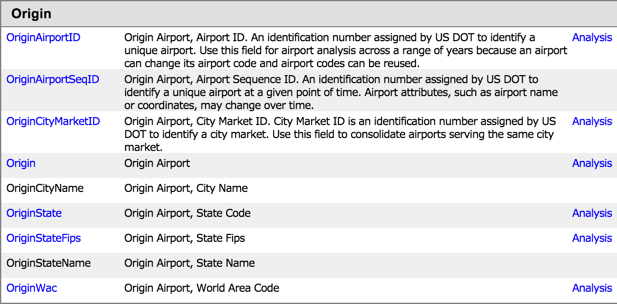 Origin
OriginAirportID Origin Airport, Airport ID. An identification number assigned by US DOT to identify a Analysis
unique airport. Use this field for airport analysis across a range of years because an airport
can change its airport code and airport codes can be reused.
OriginAirportSeqID Origin Airport, Airport Sequence ID. An identification number assigned by US DOT to
identify a unique airport at a given point of time. Airport attributes, such as airport name
or coordinates, may change over time.
OriginCityMarketID Origin Airport, City Market ID. City Market ID is an identification number assigned by US Analysis
DOT to identify a city market. Use this field to consolidate airports serving the same city
market.
Origin Origin Airport Analysis
OriginCityName Origin Airport, City Name
OriginState Origin Airport, State Code Analysis
OriginStateFips Origin Airport, State Fips Analysis
OriginStateName Origin Airport, State Name
OriginWac Origin Airport, World Area Code Analysis